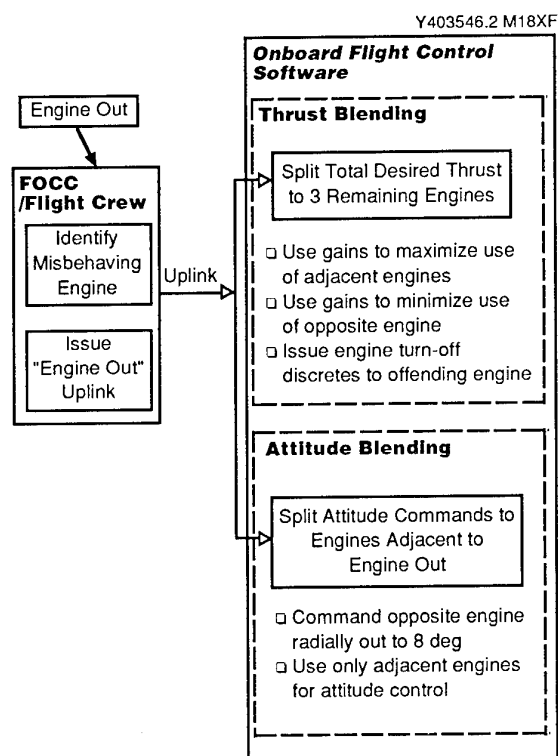 Y403546.2 M18XF
Engine Out
FOCC
/Flight Crew
Identify
Misbehaving
Engine
Issue
"Engine Out"
Uplink
Uplink
Onboard Flight Control
Software
Thrust Blending
Split Total Desired Thrust
to 3 Remaining Engines
Use gains to maximize use
of adjacent engines
Use gains to minimize use
of opposite engine
Issue engine turn-off
discretes to offending engine
Attitude Blending
Split Attitude Commands to
Engines Adjacent to
Engine Out
Command opposite engine
radially out to 8 deg
Use only adjacent engines
for attitude control